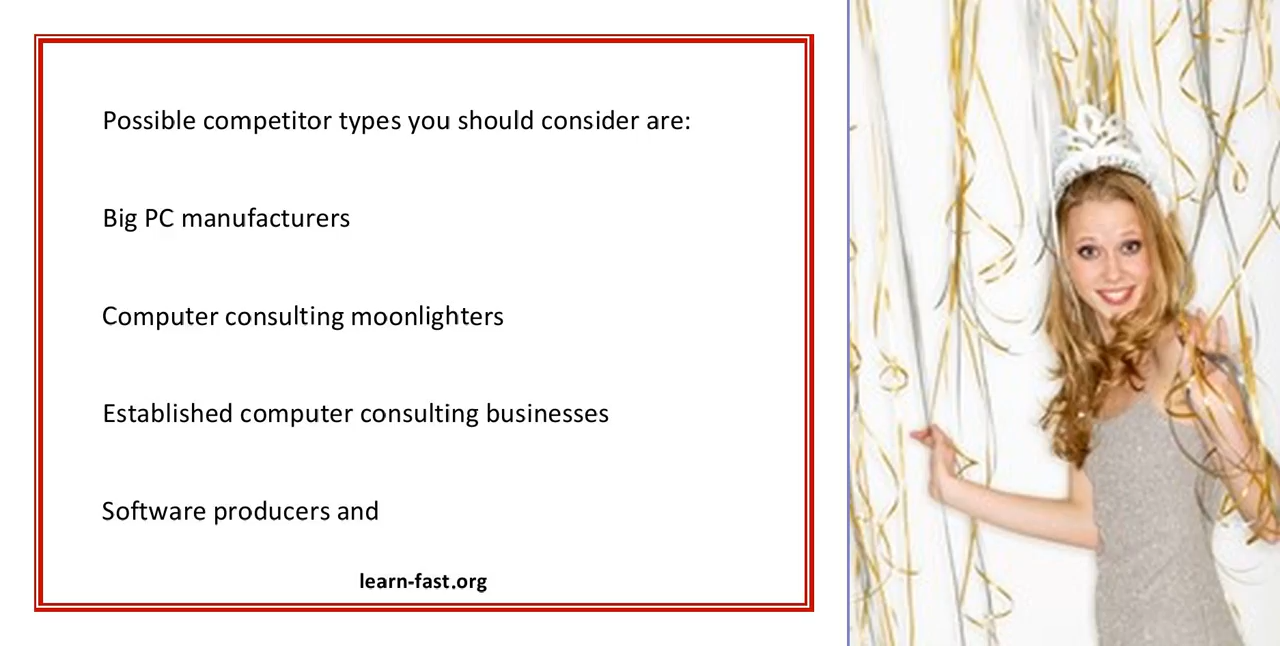 Possible competitor types you should consider are:
Big PC manufacturers
Computer consulting moonlighters
Established computer consulting businesses
Software producers and
learn-fast.org